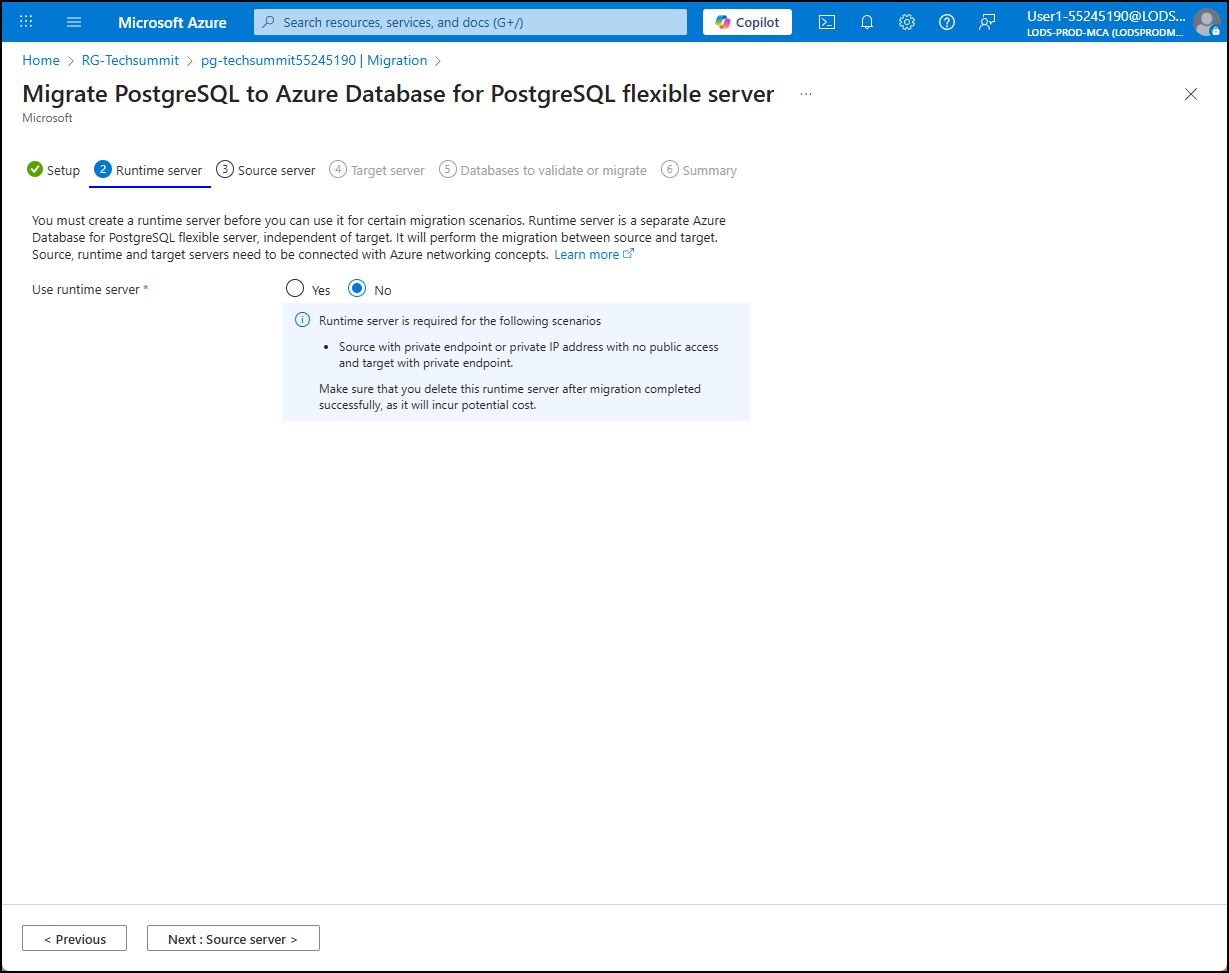 Microsoft Azure
Search resources, services, and docs (G+/)
Copilot
User1-55245190@LODS...
LODS-PROD-MCA (LODSPRODM...
Home > RG-Techsummit > pg-techsummit55245190 | Migration >
Migrate PostgreSQL to Azure Database for PostgreSQL flexible server ...
Microsoft
Setup 2 Runtime server 3 Source server 4 Target server 5 Databases to validate or migrate 6 Summary
You must create a runtime server before you can use it for certain migration scenarios. Runtime server is a separate Azure
Database for PostgreSQL flexible server, independent of target. It will perform the migration between source and target.
Source, runtime and target servers need to be connected with Azure networking concepts. Learn more
Use runtime server * Yes No
Runtime server is required for the following scenarios
• Source with private endpoint or private IP address with no public access
and target with private endpoint.
Make sure that you delete this runtime server after migration completed
successfully, as it will incur potential cost.
< Previous
Next : Source server >